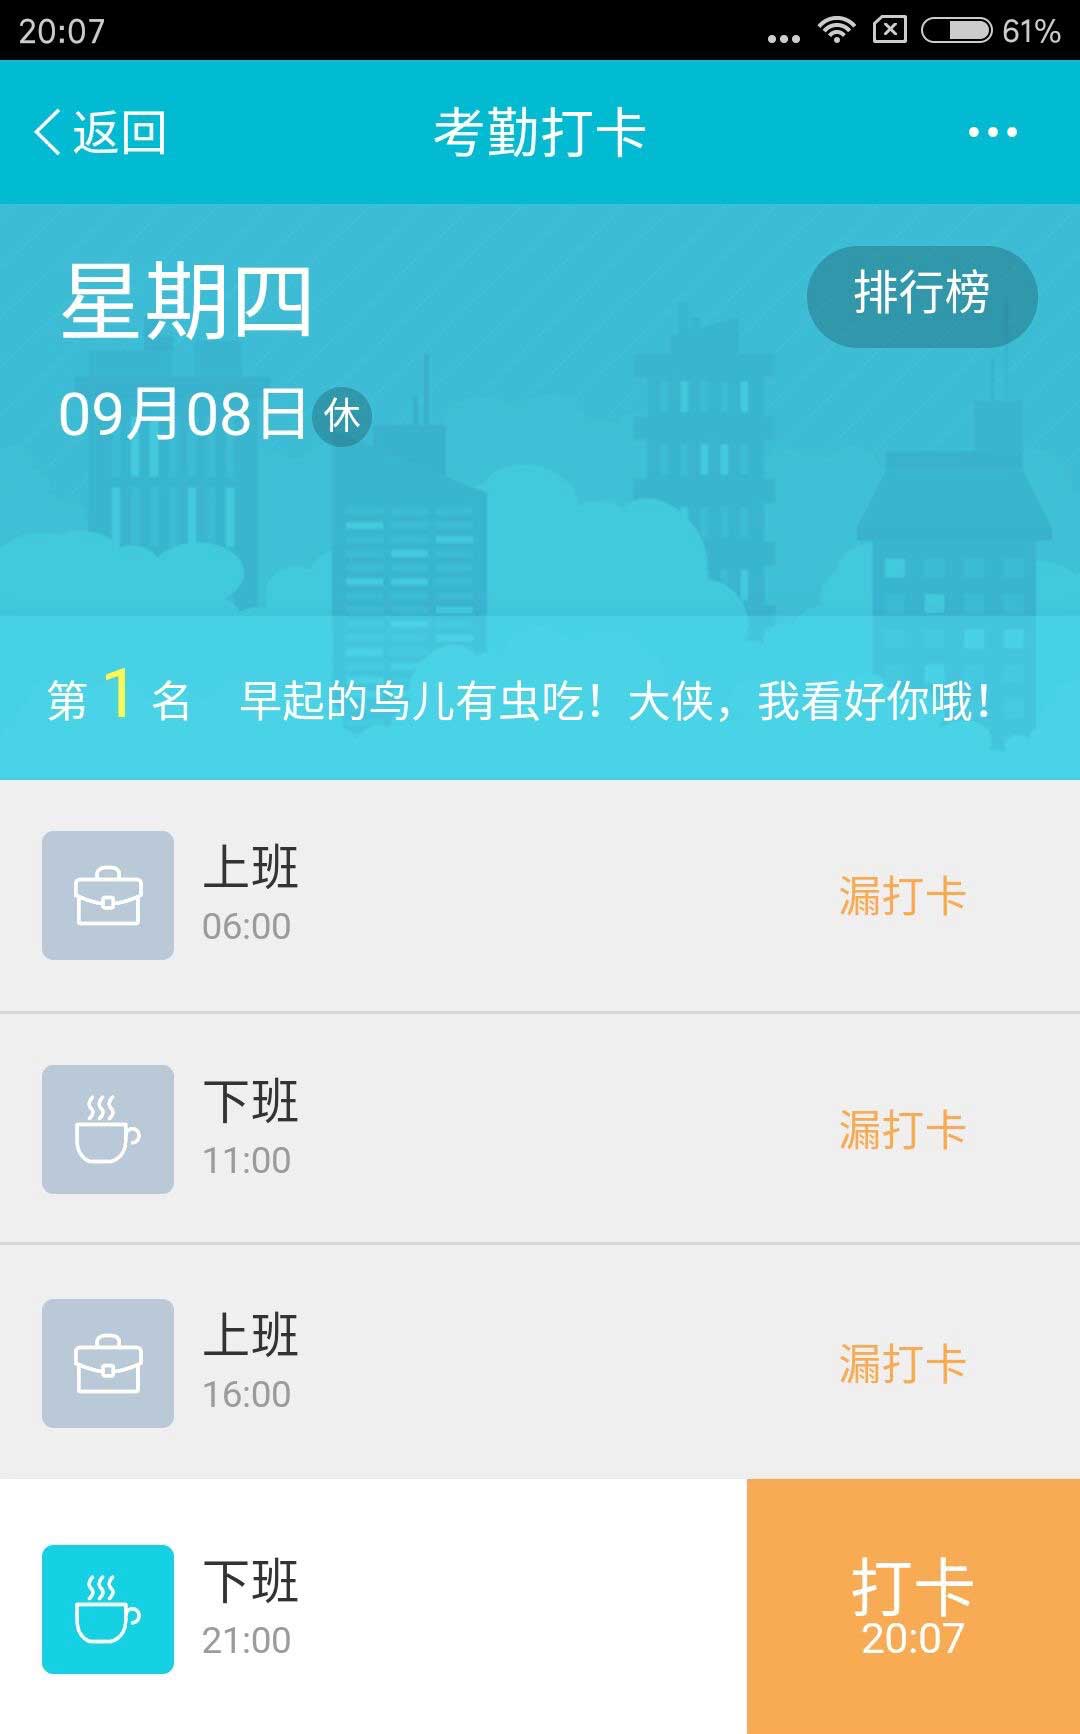 20:07 61%
返回 考勤打卡
星期四 排行榜
09月08日 休
第 1 名 早起的鸟儿有虫吃！大侠，我看好你哦！
上班
06:00
漏打卡
下班
11:00
漏打卡
上班
16:00
漏打卡
下班
21:00
打卡
20:07